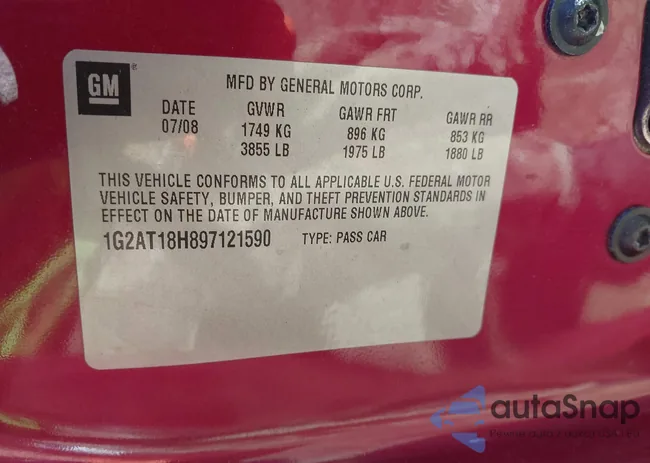 GM
MFD BY GENERAL MOTORS CORP.
DATE GVWR GAWR FRT GAWR RR
07/08 1749 KG 896 KG 853 KG
3855 LB 1975 LB 1880 LB
THIS VEHICLE CONFORMS TO ALL APPLICABLE U.S. FEDERAL MOTOR
VEHICLE SAFETY, BUMPER, AND THEFT PREVENTION STANDARDS IN
EFFECT ON THE DATE OF MANUFACTURE SHOWN ABOVE.
1G2AT18H897121590 TYPE: PASS CAR
autaSnap